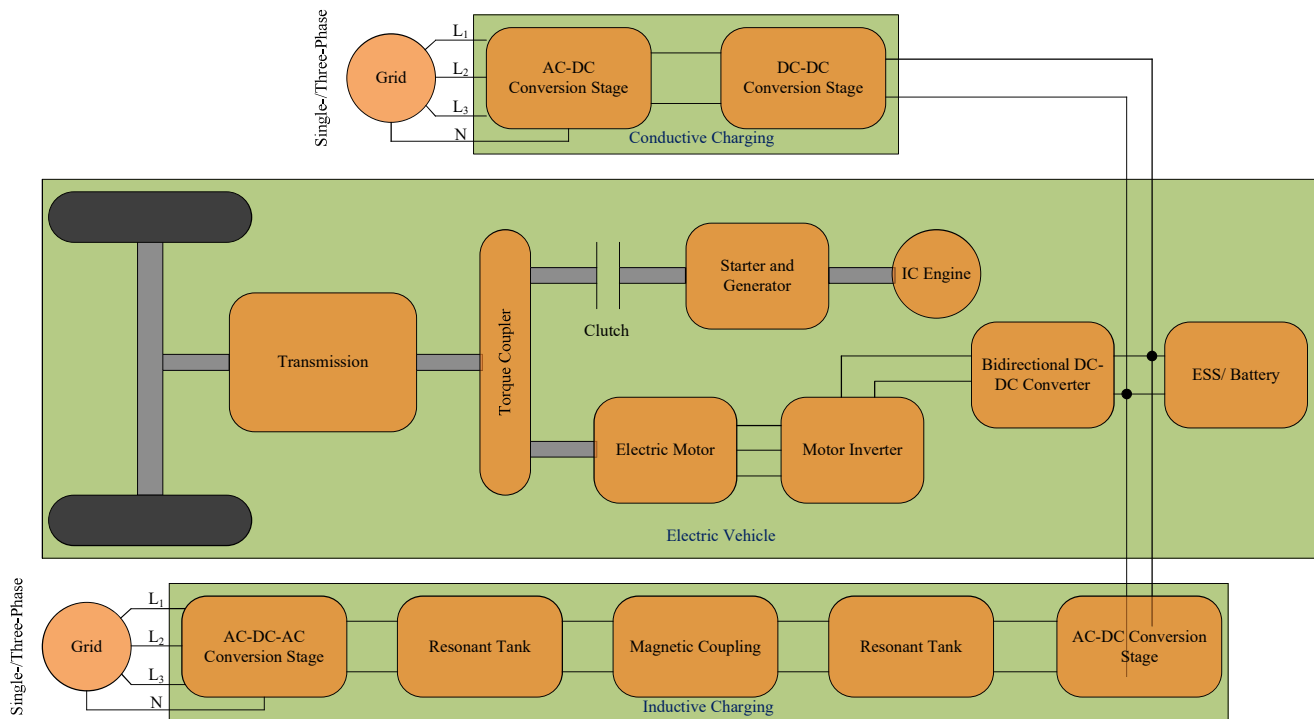 Single-/Three-Phase
Grid
L1
L2
L3
N
AC-DC
Conversion Stage
DC-DC
Conversion Stage
Conductive Charging
Transmission
Torque Coupler
Clutch
Starter and
Generator
IC Engine
Electric Motor
Motor Inverter
Bidirectional DC-
DC Converter
ESS/ Battery
Electric Vehicle
Single-/Three-Phase
Grid
L1
L2
L3
N
AC-DC-AC
Conversion Stage
Resonant Tank
Magnetic Coupling
Resonant Tank
AC-DC Conversion
Stage
Inductive Charging